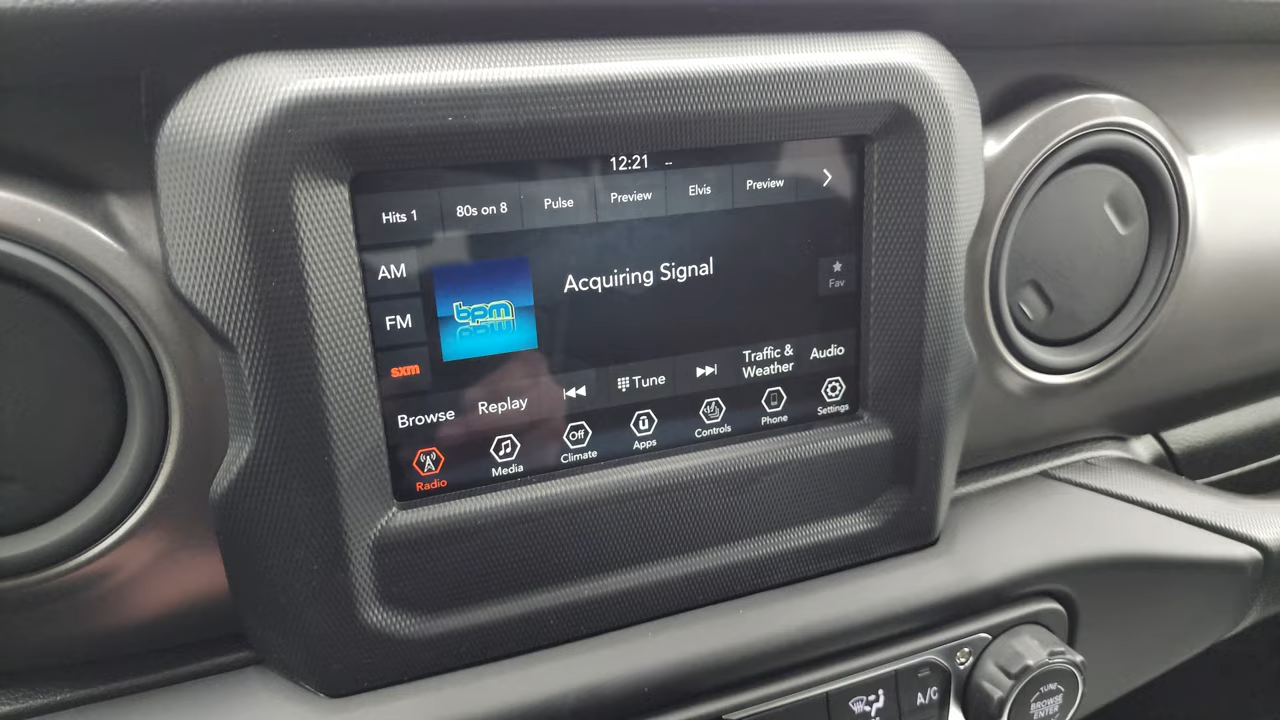 12:21 --
Hits 1
80s on 8
Pulse
Preview
Elvis
Preview
AM
FM
sxm
bpm
Acquiring Signal
Fav
Browse
Replay
Tune
Traffic &
Weather
Audio
Radio
Media
Off
Climate
ū
Apps
Controls
Phone
Settings
A/C
TUNE
BROWSE
ENTER